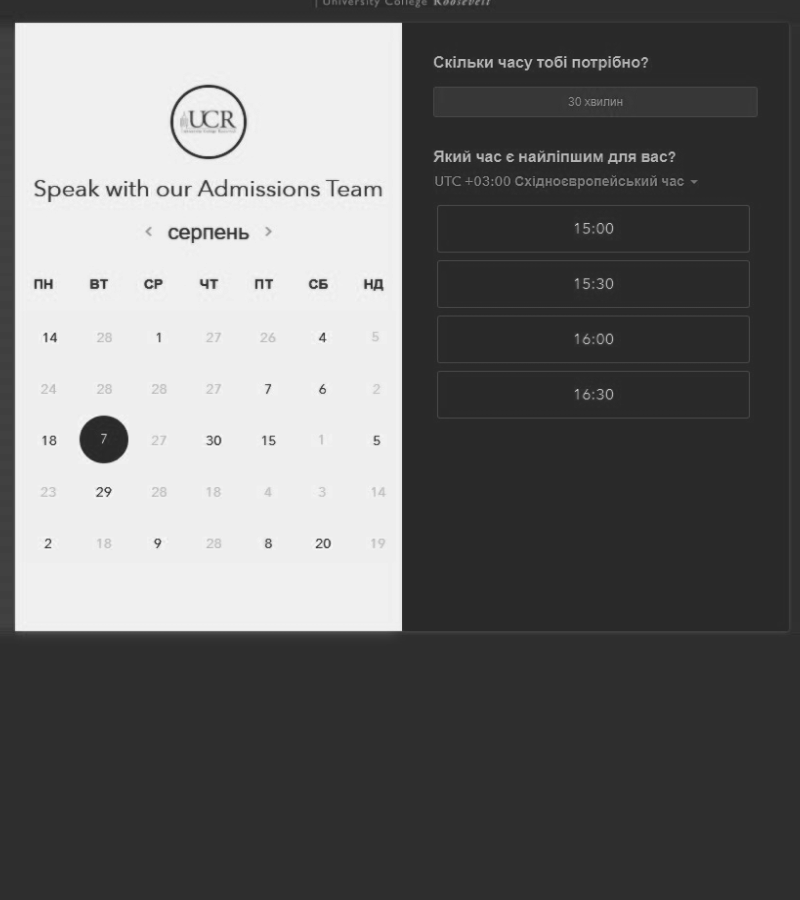 | University College Roosevelt
UCR
Speak with our Admissions Team
< серпень >
ПН ВТ СР ЧТ ПТ СБ НД
14 28 1 27 26 4 5
24 28 28 27 7 6 2
18 7 27 30 15 1 5
23 29 28 18 4 3 14
2 18 9 28 8 20 19
Скільки часу тобі потрібно?
30 хвилин
Який час є найліпшим для вас?
UTC +03:00 Східноєвропейський час
15:00
15:30
16:00
16:30